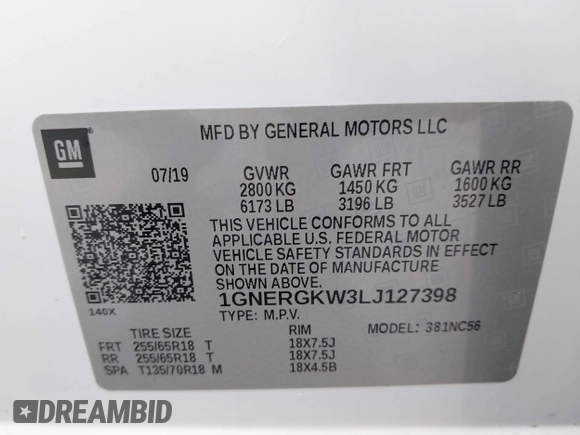 GM
MFD BY GENERAL MOTORS LLC
07/19 GVWR GAWR FRT GAWR RR
2800 KG 1450 KG 1600 KG
6173 LB 3196 LB 3527 LB
THIS VEHICLE CONFORMS TO ALL
APPLICABLE U.S. FEDERAL MOTOR
VEHICLE SAFETY STANDARDS IN EFFECT
ON THE DATE OF MANUFACTURE
SHOWN ABOVE.
140X
1GNERGKW3LJ127398
TYPE: M.P.V. MODEL: 381NC56
TIRE SIZE RIM
FRT 255/65R18 T 18X7.5J
RR 255/65R18 T 18X7.5J
SPA T135/70R18 M 18X4.5B
DREAMBID